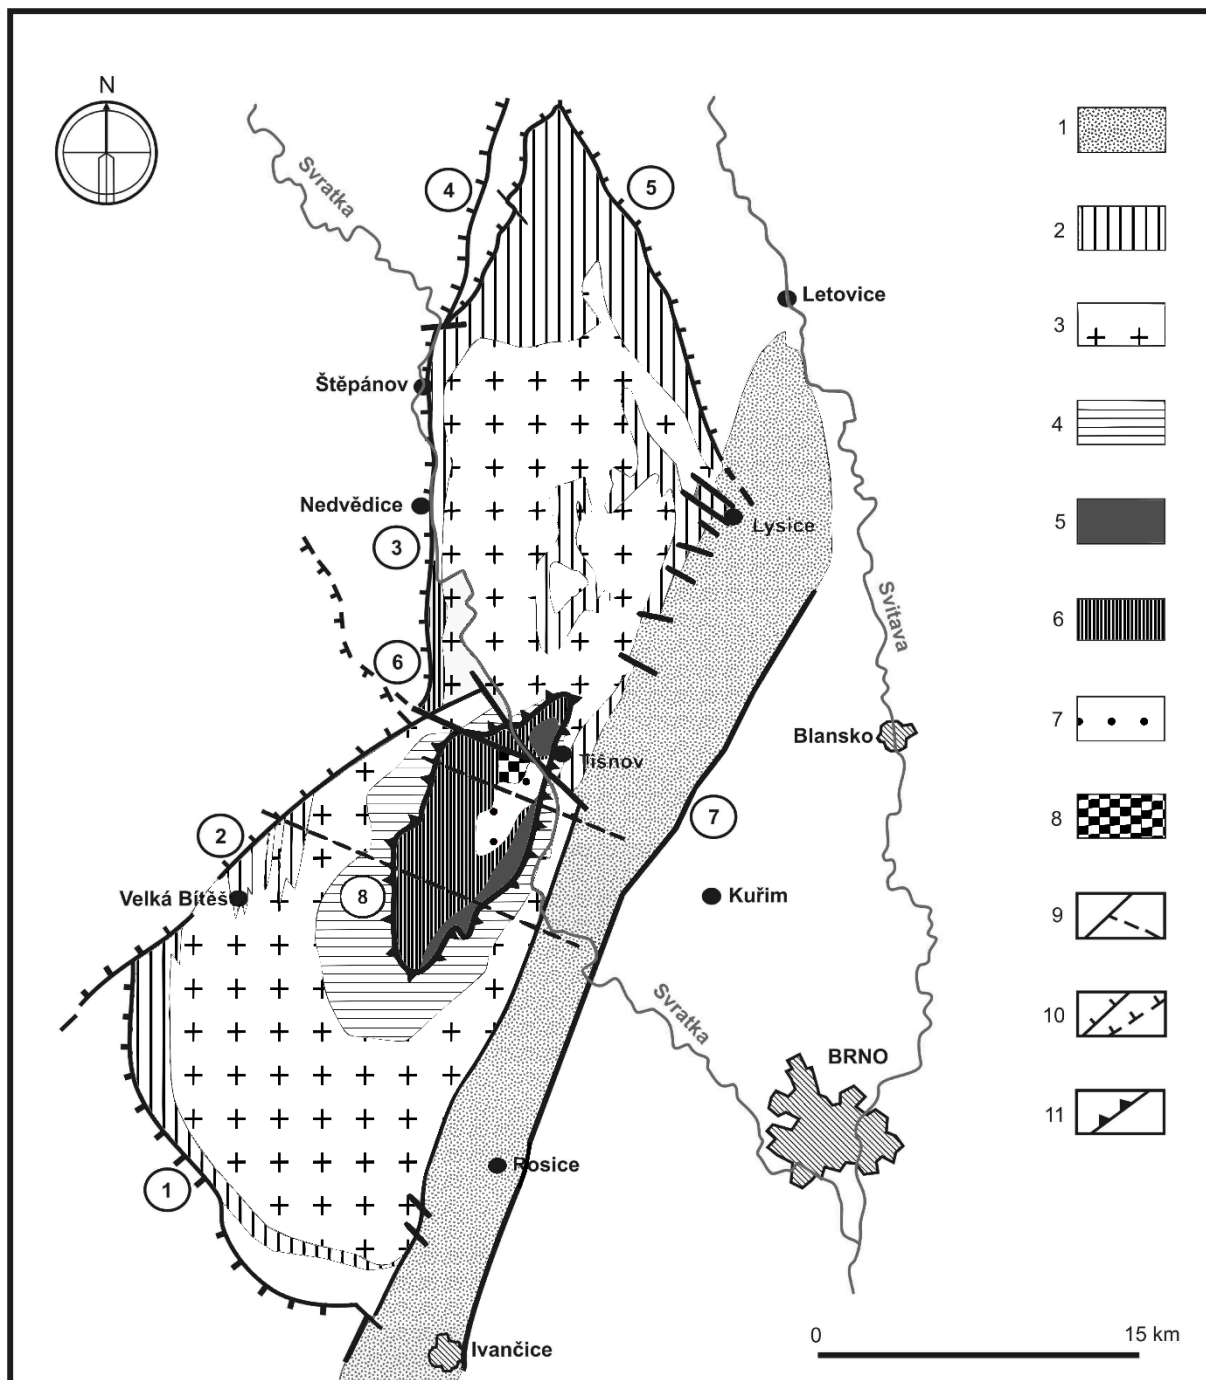 N
1
Svratka
4
5
2
Letovice
3
Štěpánov
4
Nedvědice
5
Lysice
3
Svitava
6
6
7
Blansko
Tišnov
8
7
2
Velká Bítěš
8
Kuřim
9
Svratka
10
BRNO
11
Rosice
1
0
15 km
Ivančice